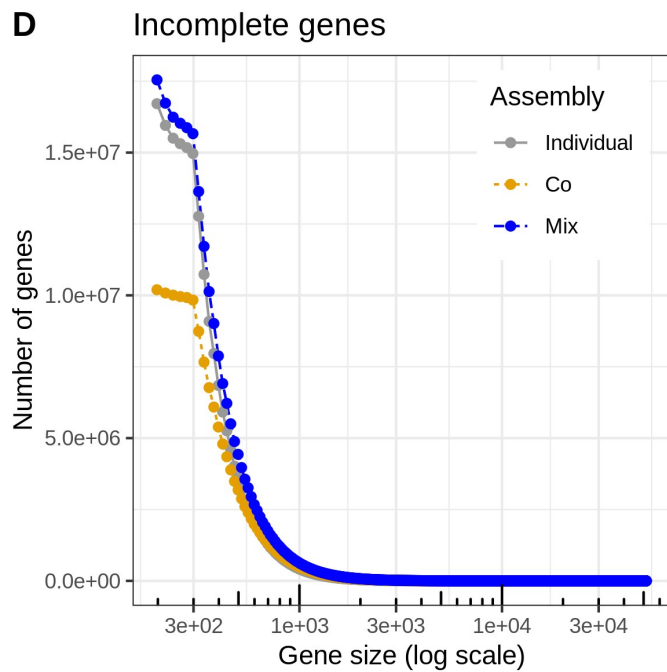 D Incomplete genes
Assembly
Individual
Co
Mix
Number of genes
1.5e+07
1.0e+07
5.0e+06
0.0e+00
3e+02 1e+03 3e+03 1e+04 3e+04
Gene size (log scale)